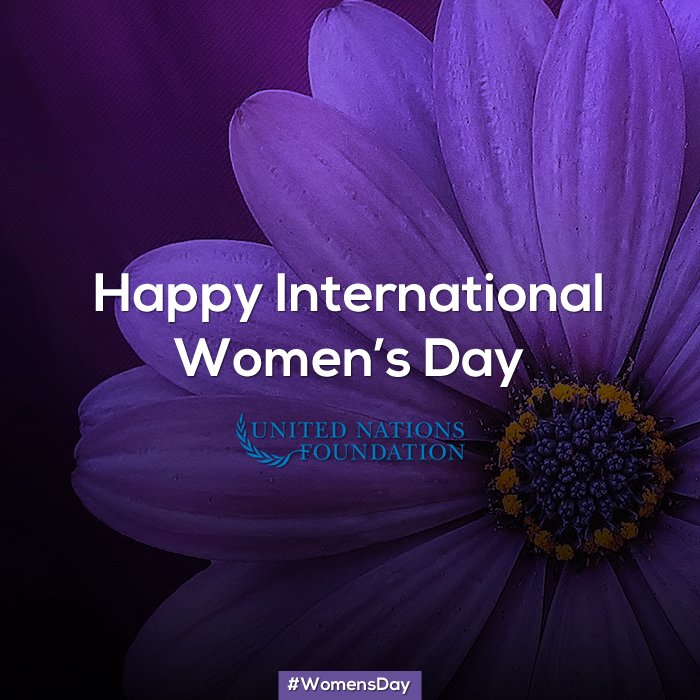 Happy International
Women's Day
UNITED NATIONS
FOUNDATION
#WomensDay